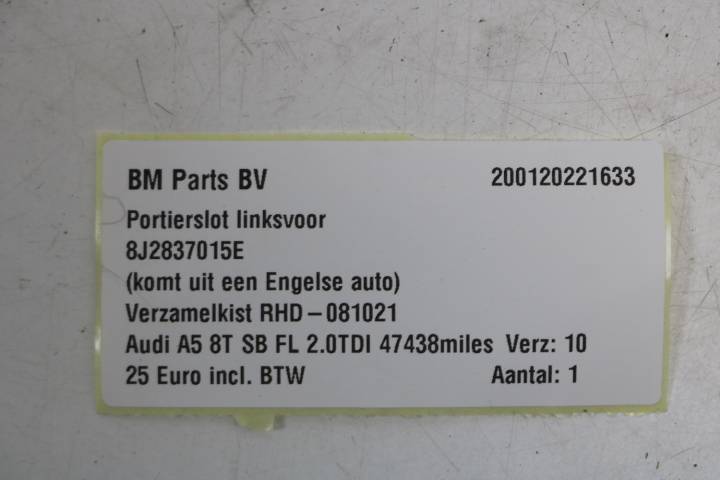 BM Parts BV 200120221633
Portierslot linksvoor
8J2837015E
(komt uit een Engelse auto)
Verzamelkist RHD – 081021
Audi A5 8T SB FL 2.0TDI 47438miles Verz: 10
25 Euro incl. BTW Aantal: 1